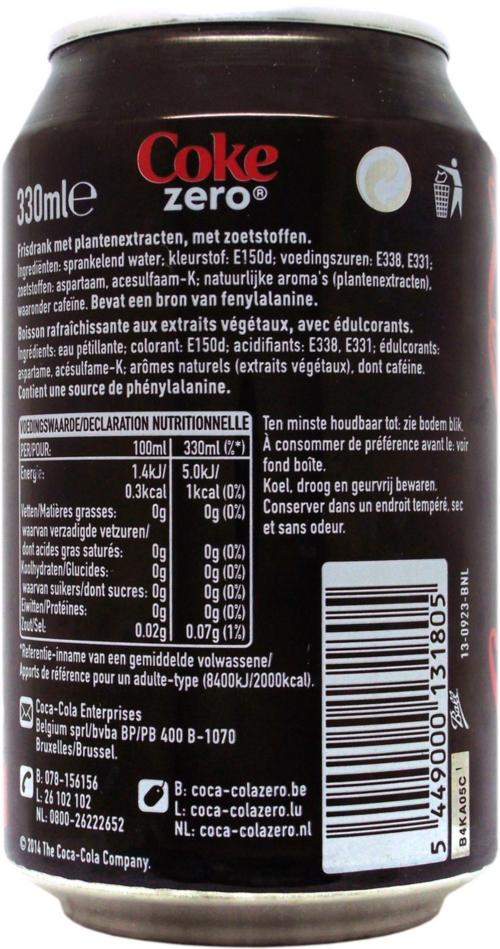 Coke
zero®
330ml℮
Frisdrank met plantenextracten, met zoetstoffen.
Ingrediënten: sprankelend water; kleurstof: E150d; voedingszuren: E338, E331;
zoetstoffen: aspartaam, acesulfaam-K; natuurlijke aroma's (plantenextracten),
waaronder cafeïne. Bevat een bron van fenylalanine.
Boisson rafraîchissante aux extraits végétaux, avec édulcorants.
Ingrédients: eau pétillante; colorant: E150d; acidifiants: E338, E331; édulcorants:
aspartame, acésulfame-K; arômes naturels (extraits végétaux), dont caféine.
Contient une source de phénylalanine.
VOEDINGSWAARDE/DECLARATION NUTRITIONNELLE
PER/POUR: 100ml 330ml (%*)
Energie: 1.4kJ/ 5.0kJ/
0.3kcal 1kcal (0%)
Vetten/Matières grasses: 0g 0g (0%)
waarvan verzadigde vetzuren/
dont acides gras saturés: 0g 0g (0%)
Koolhydraten/Glucides: 0g 0g (0%)
waarvan suikers/dont sucres: 0g 0g (0%)
Eiwitten/Protéines: 0g 0g (0%)
Zout/Sel: 0.02g 0.07g (1%)
*Referentie-inname van een gemiddelde volwassene/
Apports de référence pour un adulte-type (8400kJ/2000kcal).
Ten minste houdbaar tot: zie bodem blik.
À consommer de préférence avant le: voir
fond boîte.
Koel, droog en geurvrij bewaren.
Conserver dans un endroit tempéré, sec
et sans odeur.
Coca-Cola Enterprises
Belgium sprl/bvba BP/PB 400 B-1070
Bruxelles/Brussel.
B: 078-156156
L: 26 102 102
NL: 0800-26222652
B: coca-colazero.be
L: coca-colazero.lu
NL: coca-colazero.nl
© 2014 The Coca-Cola Company.
5 449000 131805
13-0923-BNL
Ball
B4KA05C